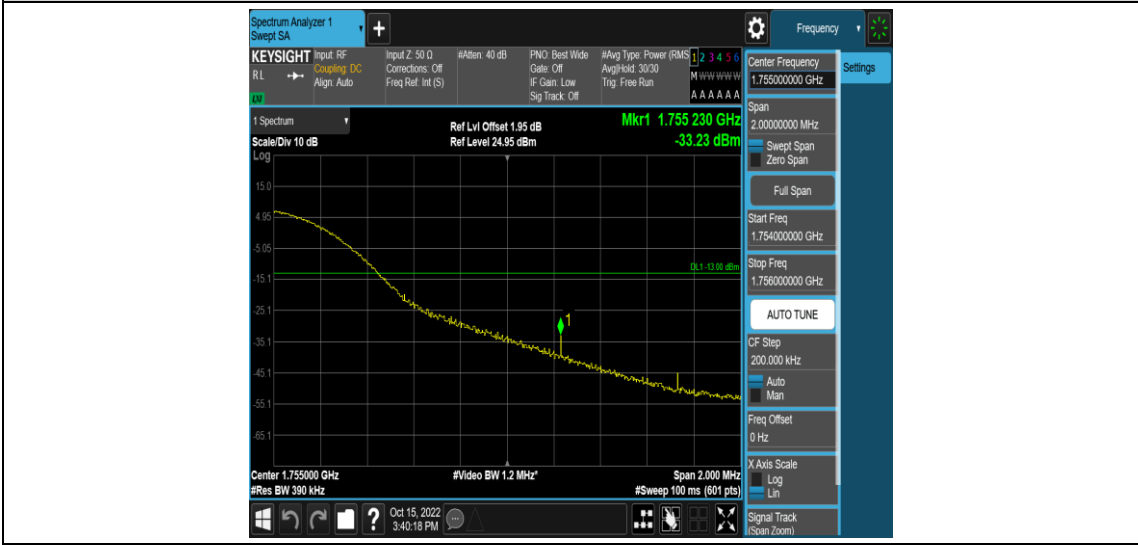 Spectrum Analyzer 1
Swept SA
+
Frequency
KEYSIGHT
RL
Input: RF
Coupling: DC
Align: Auto
Input Z: 50 Ω
Corrections: Off
Freq Ref: Int (S)
#Atten: 40 dB
PNO: Best Wide
Gate: Off
IF Gain: Low
Sig Track: Off
#Avg Type: Power (RMS
Avg|Hold: 30/30
Trig: Free Run
1 2 3 4 5 6
M W W W W W
A A A A A A
1 Spectrum
Scale/Div 10 dB
Log
Ref Lvl Offset 1.95 dB
Ref Level 24.95 dBm
Mkr1 1.755 230 GHz
-33.23 dBm
15.0
4.95
-5.05
DL1 -13.00 dBm
-15.1
-25.1
1
-35.1
-45.1
-55.1
-65.1
Center 1.755000 GHz
#Video BW 1.2 MHz*
Span 2.000 MHz
#Res BW 390 kHz
#Sweep 100 ms (601 pts)
Center Frequency
1.755000000 GHz
Settings
Span
2.00000000 MHz
Swept Span
Zero Span
Full Span
Start Freq
1.754000000 GHz
Stop Freq
1.756000000 GHz
AUTO TUNE
CF Step
200.000 kHz
Auto
Man
Freq Offset
0 Hz
X Axis Scale
Log
Lin
Signal Track
(Span Zoom)
?
Oct 15, 2022
3:40:18 PM